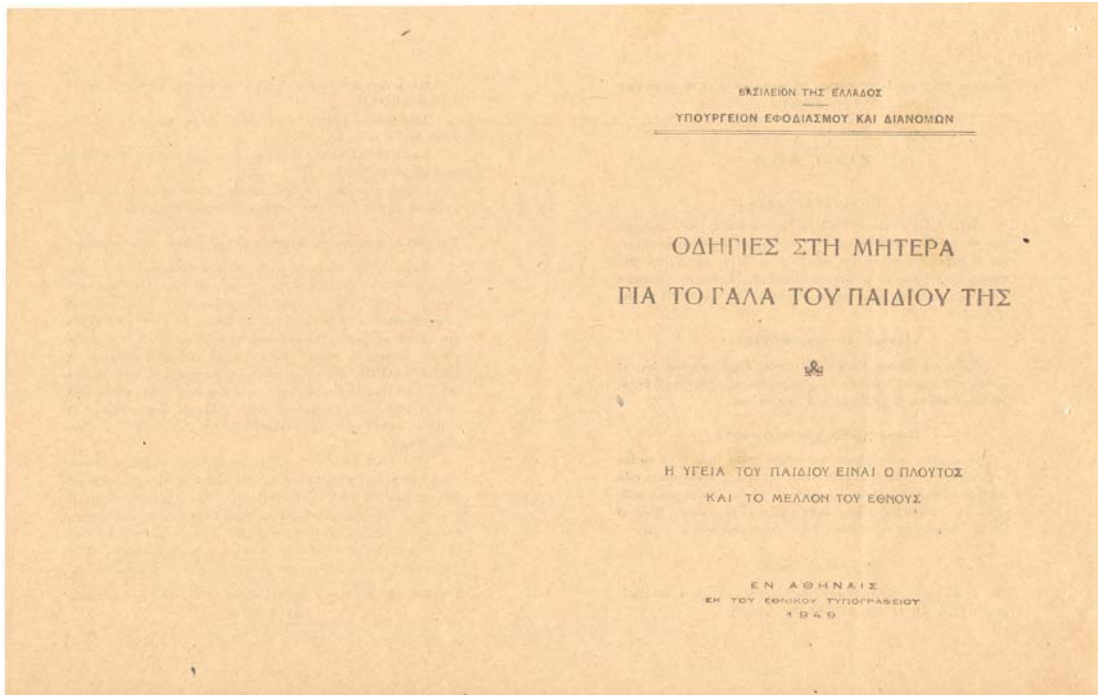 ΒΑΣΙΛΕΙΟΝ ΤΗΣ ΕΛΛΑΔΟΣ
ΥΠΟΥΡΓΕΙΟΝ ΕΦΟΔΙΑΣΜΟΥ ΚΑΙ ΔΙΑΝΟΜΩΝ
ΟΔΗΓΙΕΣ ΣΤΗ ΜΗΤΕΡΑ
ΓΙΑ ΤΟ ΓΑΛΑ ΤΟΥ ΠΑΙΔΙΟΥ ΤΗΣ
Η ΥΓΕΙΑ ΤΟΥ ΠΑΙΔΙΟΥ ΕΙΝΑΙ Ο ΠΛΟΥΤΟΣ
ΚΑΙ ΤΟ ΜΕΛΛΟΝ ΤΟΥ ΕΘΝΟΥΣ
ΕΝ ΑΘΗΝΑΙΣ
ΕΚ ΤΟΥ ΕΘΝΙΚΟΥ ΤΥΠΟΓΡΑΦΕΙΟΥ
1949